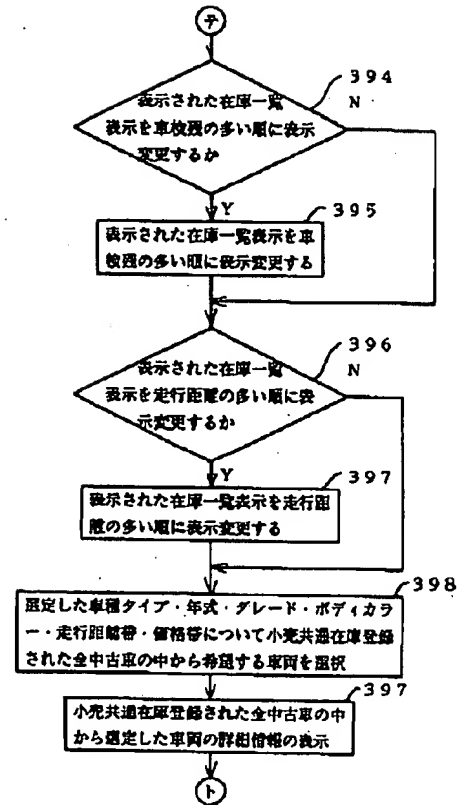 テ
394
表示された在庫一覧
N
表示を車検残の多い順に表示
変更するか
Y
395
表示された在庫一覧表示を車
検残の多い順に表示変更する
396
表示された在庫一覧
N
表示を走行距離の多い順に表
示変更するか
Y
397
表示された在庫一覧表示を走行距
離の多い順に表示変更する
398
選定した車種タイプ・年式・グレード・ボディカラ
ー・走行距離帯・価格帯について小売共通在庫登録
された全中古車の中から希望する車両を選択
397
小売共通在庫登録された全中古車の中
から選定した車両の詳細情報の表示
ト